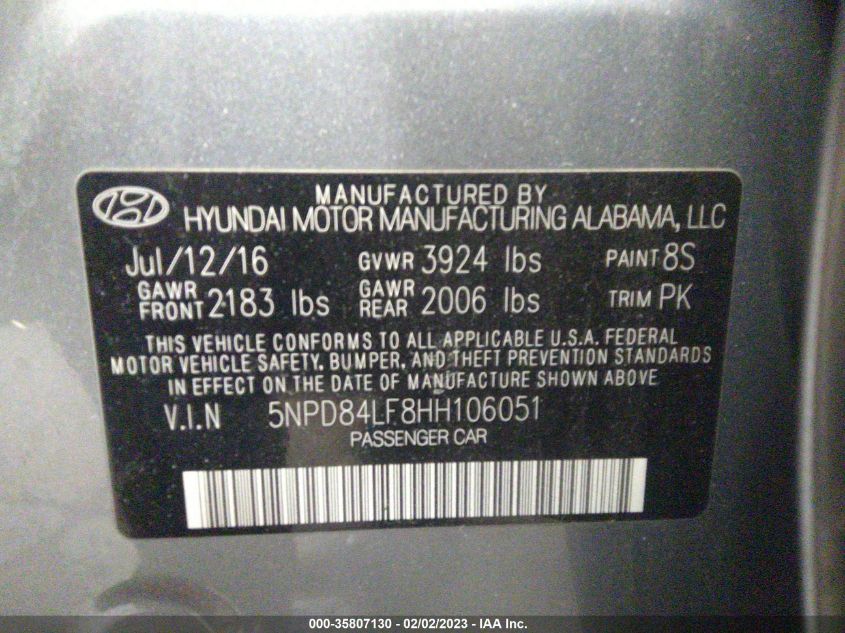 MANUFACTURED BY
HYUNDAI MOTOR MANUFACTURING ALABAMA, LLC
Jul/12/16 GVWR 3924 lbs PAINT 8S
GAWR FRONT 2183 lbs GAWR REAR 2006 lbs TRIM PK
THIS VEHICLE CONFORMS TO ALL APPLICABLE U.S.A. FEDERAL
MOTOR VEHICLE SAFETY, BUMPER, AND THEFT PREVENTION STANDARDS
IN EFFECT ON THE DATE OF MANUFACTURE SHOWN ABOVE
V.I.N 5NPD84LF8HH106051
PASSENGER CAR
000-35807130 - 02/02/2023 - IAA Inc.